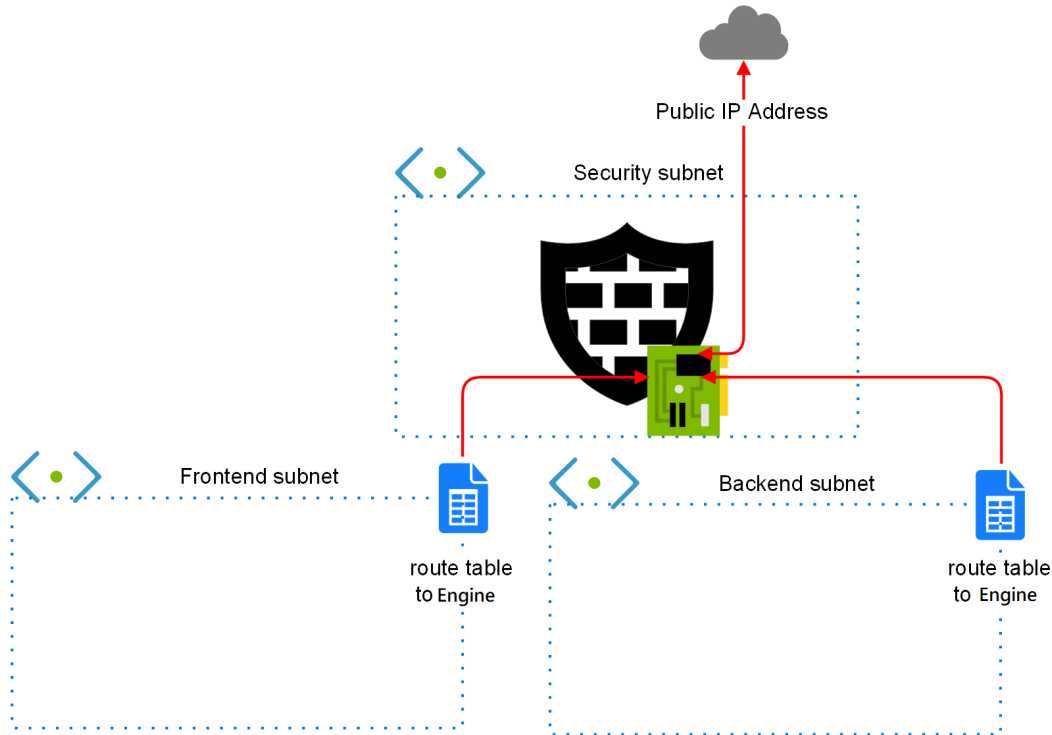 Public IP Address
Security subnet
Frontend subnet
Backend subnet
route table
to Engine
route table
to Engine